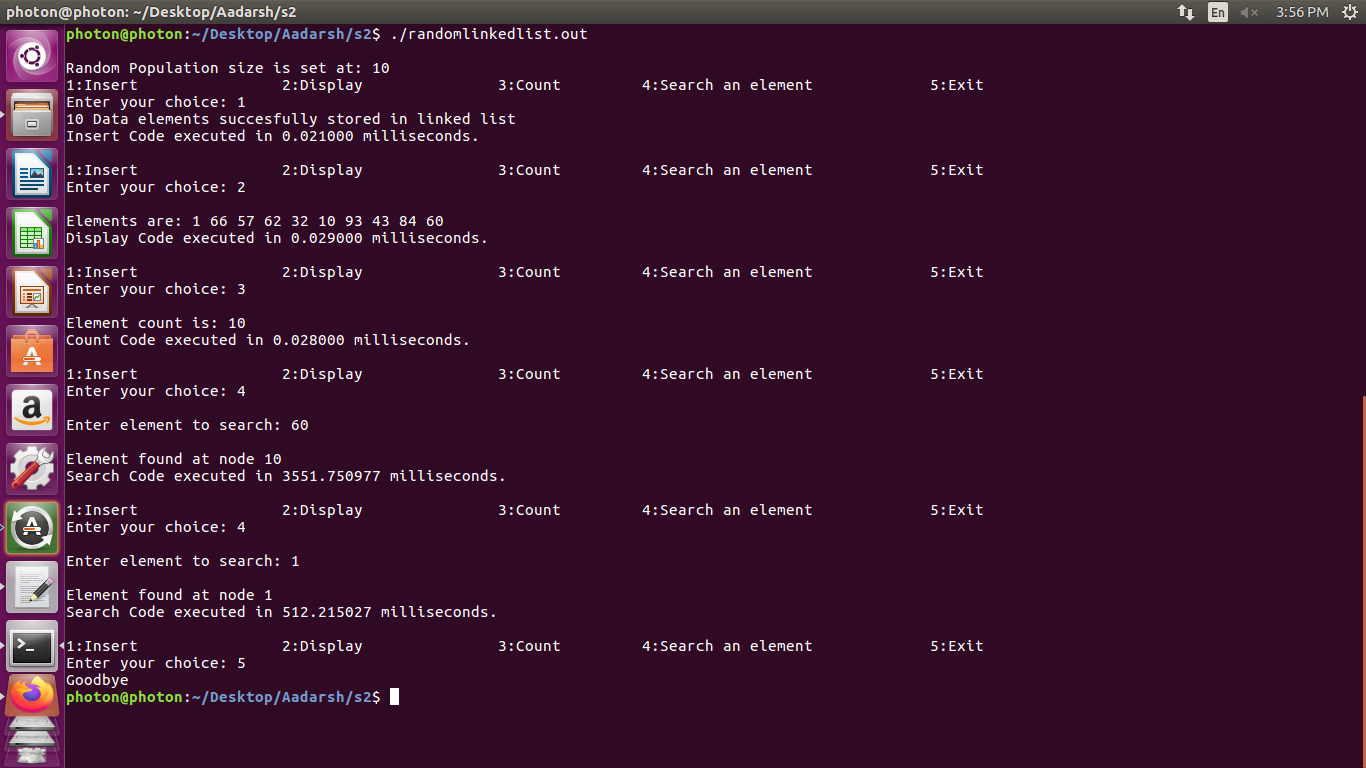 photon@photon: ~/Desktop/Aadarsh/s2 En 3:56 PM
photon@photon:~/Desktop/Aadarsh/s2$ ./randomlinkedlist.out
Random Population size is set at: 10
1:Insert 2:Display 3:Count 4:Search an element 5:Exit
Enter your choice: 1
10 Data elements succesfully stored in linked list
Insert Code executed in 0.021000 milliseconds.
1:Insert 2:Display 3:Count 4:Search an element 5:Exit
Enter your choice: 2
Elements are: 1 66 57 62 32 10 93 43 84 60
Display Code executed in 0.029000 milliseconds.
1:Insert 2:Display 3:Count 4:Search an element 5:Exit
Enter your choice: 3
Element count is: 10
Count Code executed in 0.028000 milliseconds.
1:Insert 2:Display 3:Count 4:Search an element 5:Exit
Enter your choice: 4
Enter element to search: 60
Element found at node 10
Search Code executed in 3551.750977 milliseconds.
1:Insert 2:Display 3:Count 4:Search an element 5:Exit
Enter your choice: 4
Enter element to search: 1
Element found at node 1
Search Code executed in 512.215027 milliseconds.
1:Insert 2:Display 3:Count 4:Search an element 5:Exit
Enter your choice: 5
Goodbye
photon@photon:~/Desktop/Aadarsh/s2$